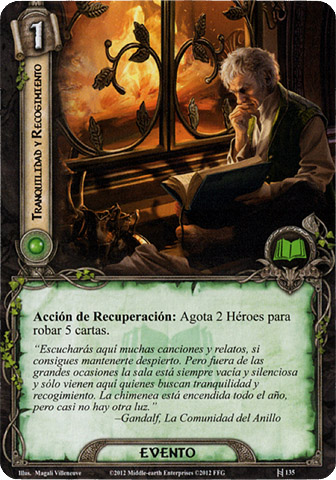 1
TRANQUILIDAD Y RECOGIMIENTO
Acción de Recuperación: Agota 2 Héroes para
robar 5 cartas.
“Escucharás aquí muchas canciones y relatos, si
consigues mantenerte despierto. Pero fuera de las
grandes ocasiones la sala está siempre vacía y silenciosa
y sólo vienen aquí quienes buscan tranquilidad y
recogimiento. La chimenea está encendida todo el año,
pero casi no hay otra luz.”
–Gandalf, La Comunidad del Anillo
EVENTO
Illus. Magali Villeneuve
©2012 Middle-earth Enterprises ©2012 FFG
135